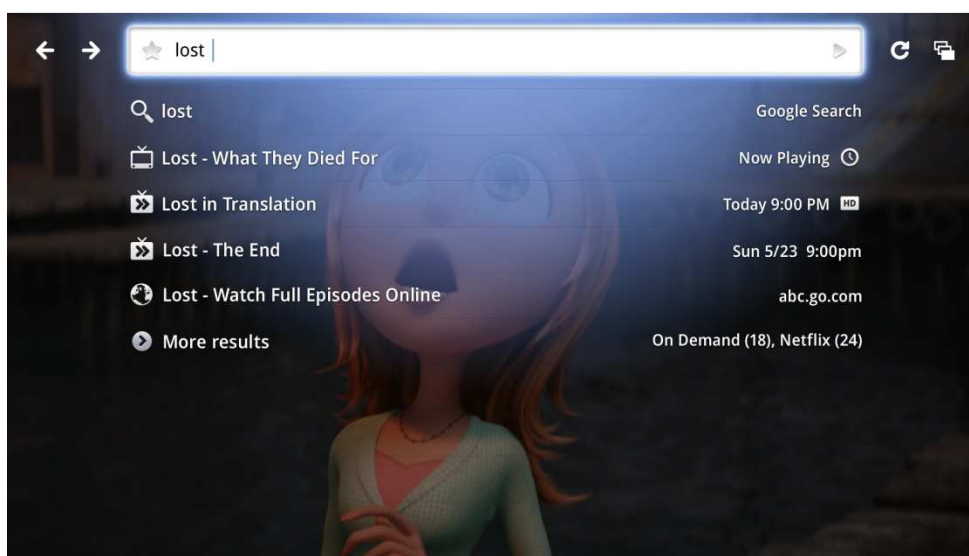 lost
lost Google Search
Lost - What They Died For Now Playing
Lost in Translation Today 9:00 PM HD
Lost - The End Sun 5/23 9:00pm
Lost - Watch Full Episodes Online abc.go.com
More results On Demand (18), Netflix (24)